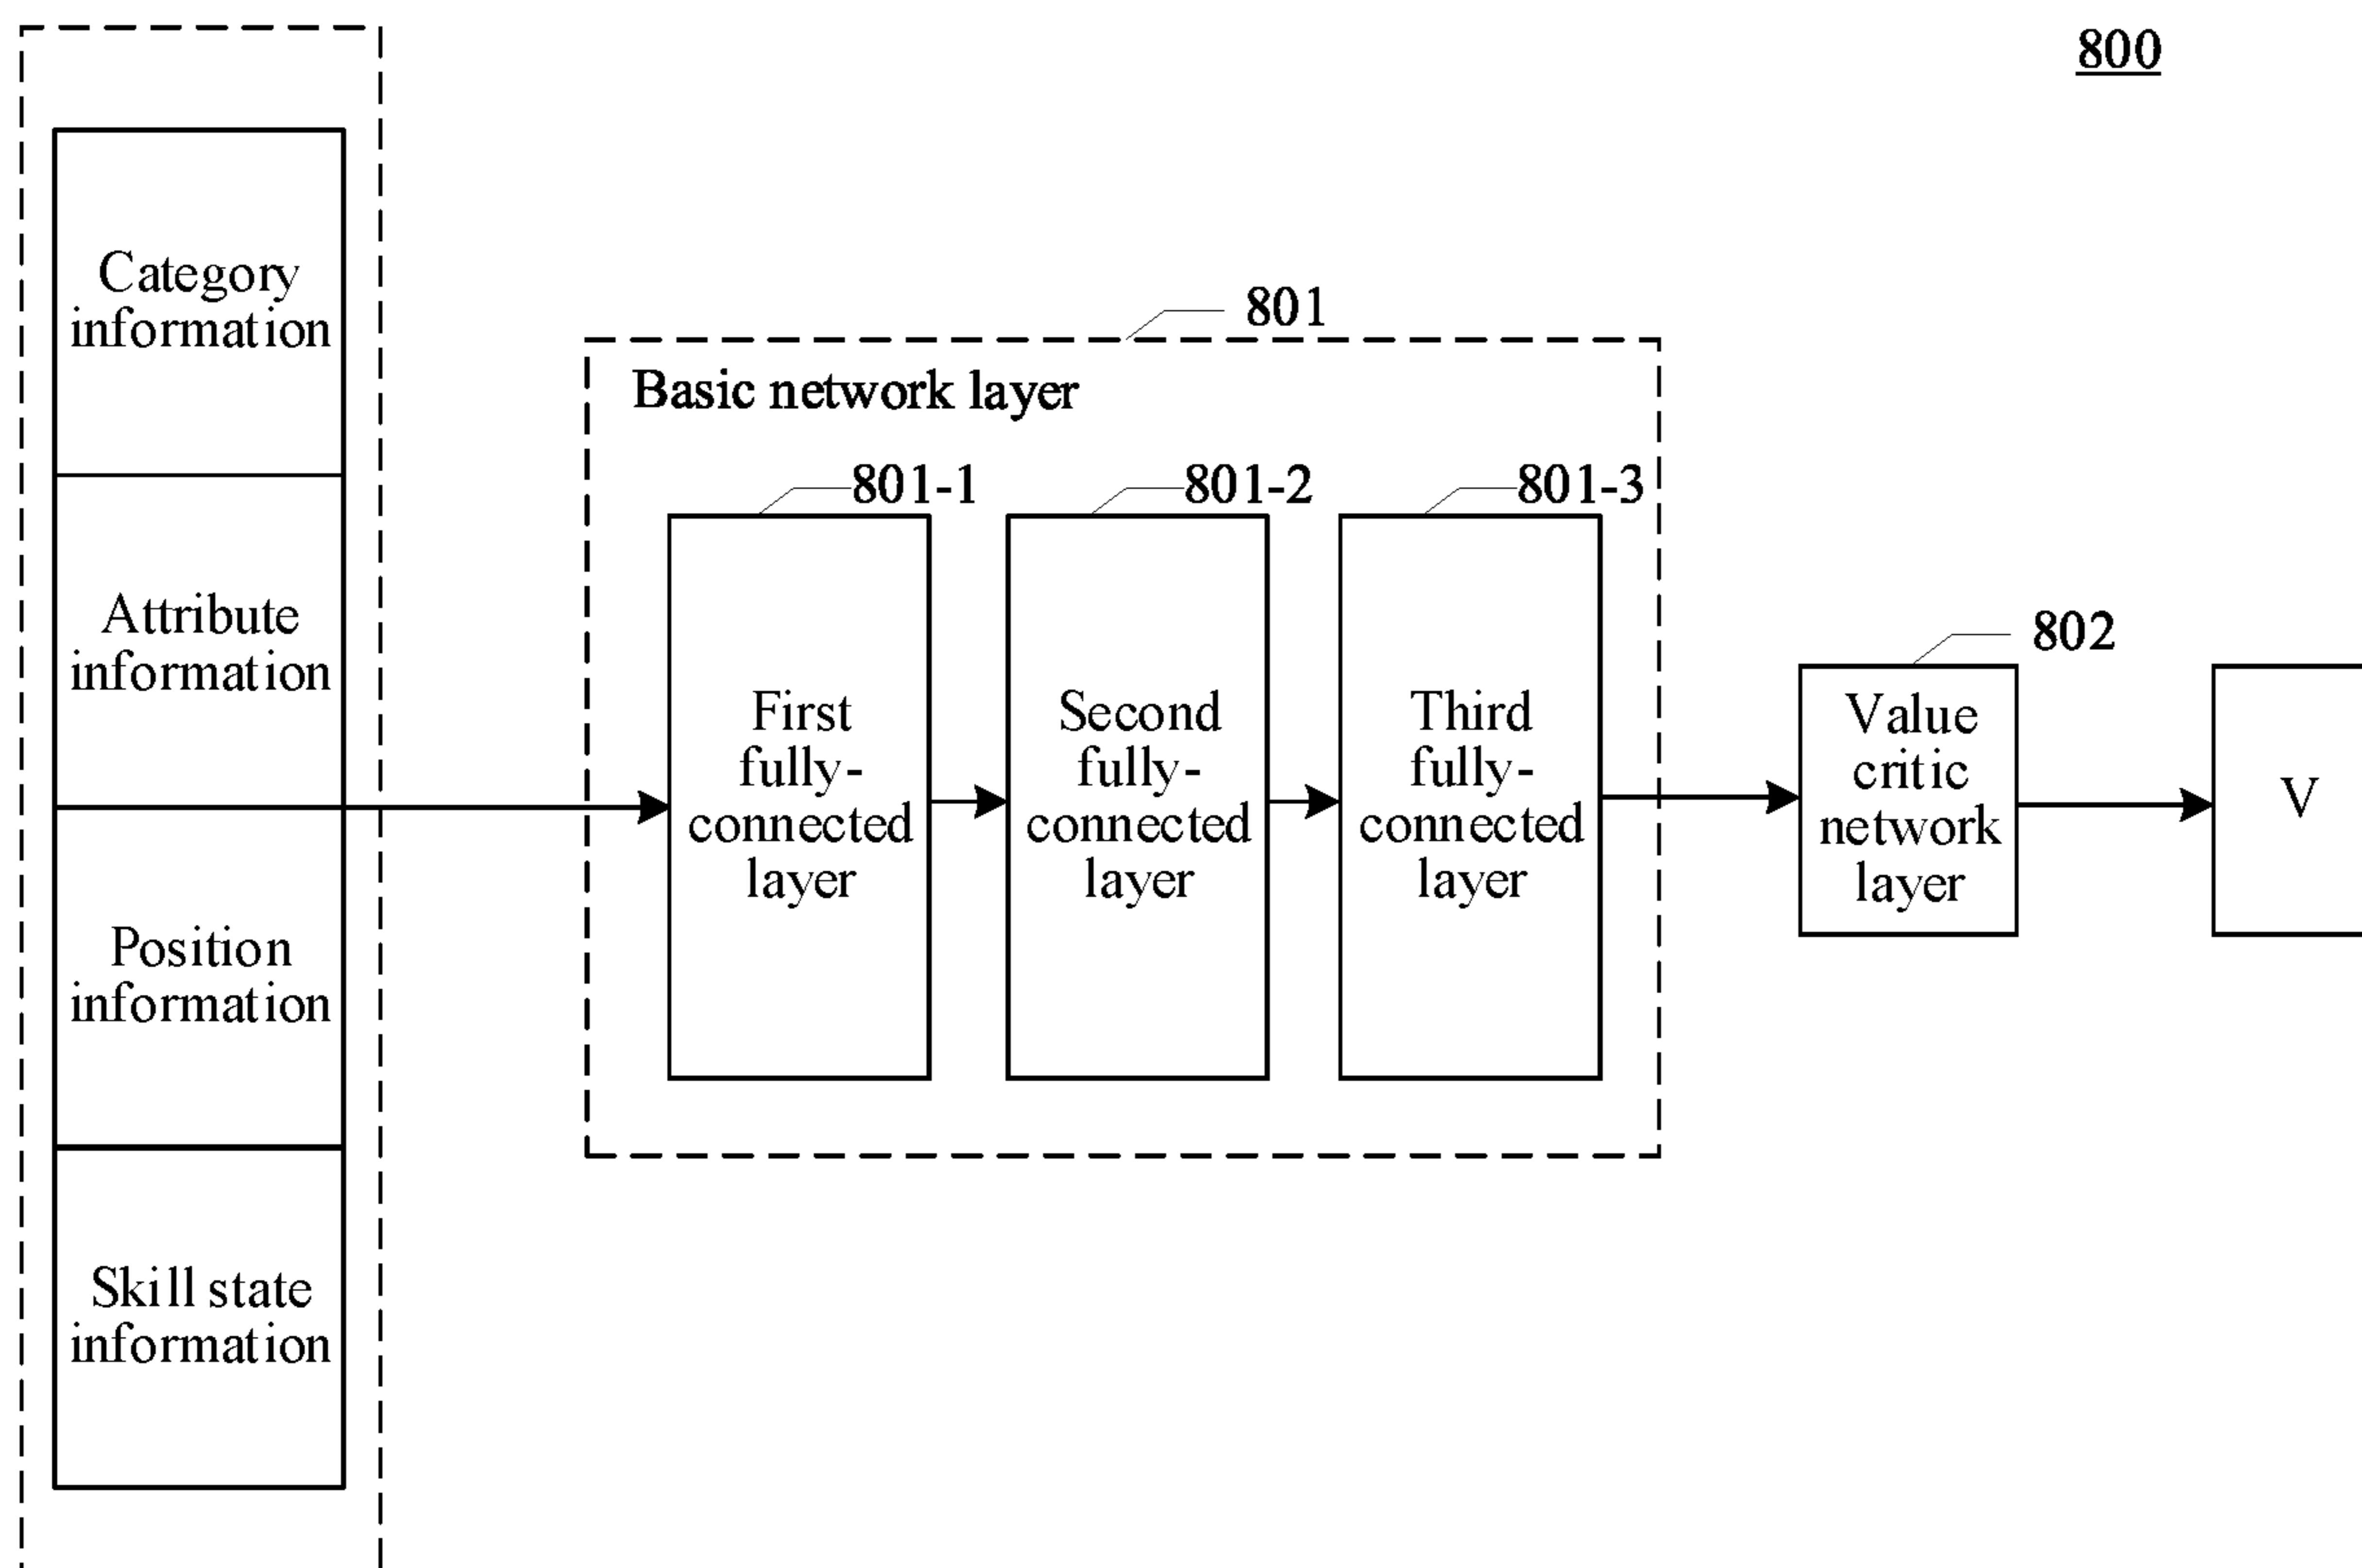 800
Category
information
Attribute
information
Position
information
Skill state
information
801
Basic network layer
801-1
First
fully-
connected
layer
801-2
Second
fully-
connected
layer
801-3
Third
fully-
connected
layer
802
Value
critic
network
layer
V